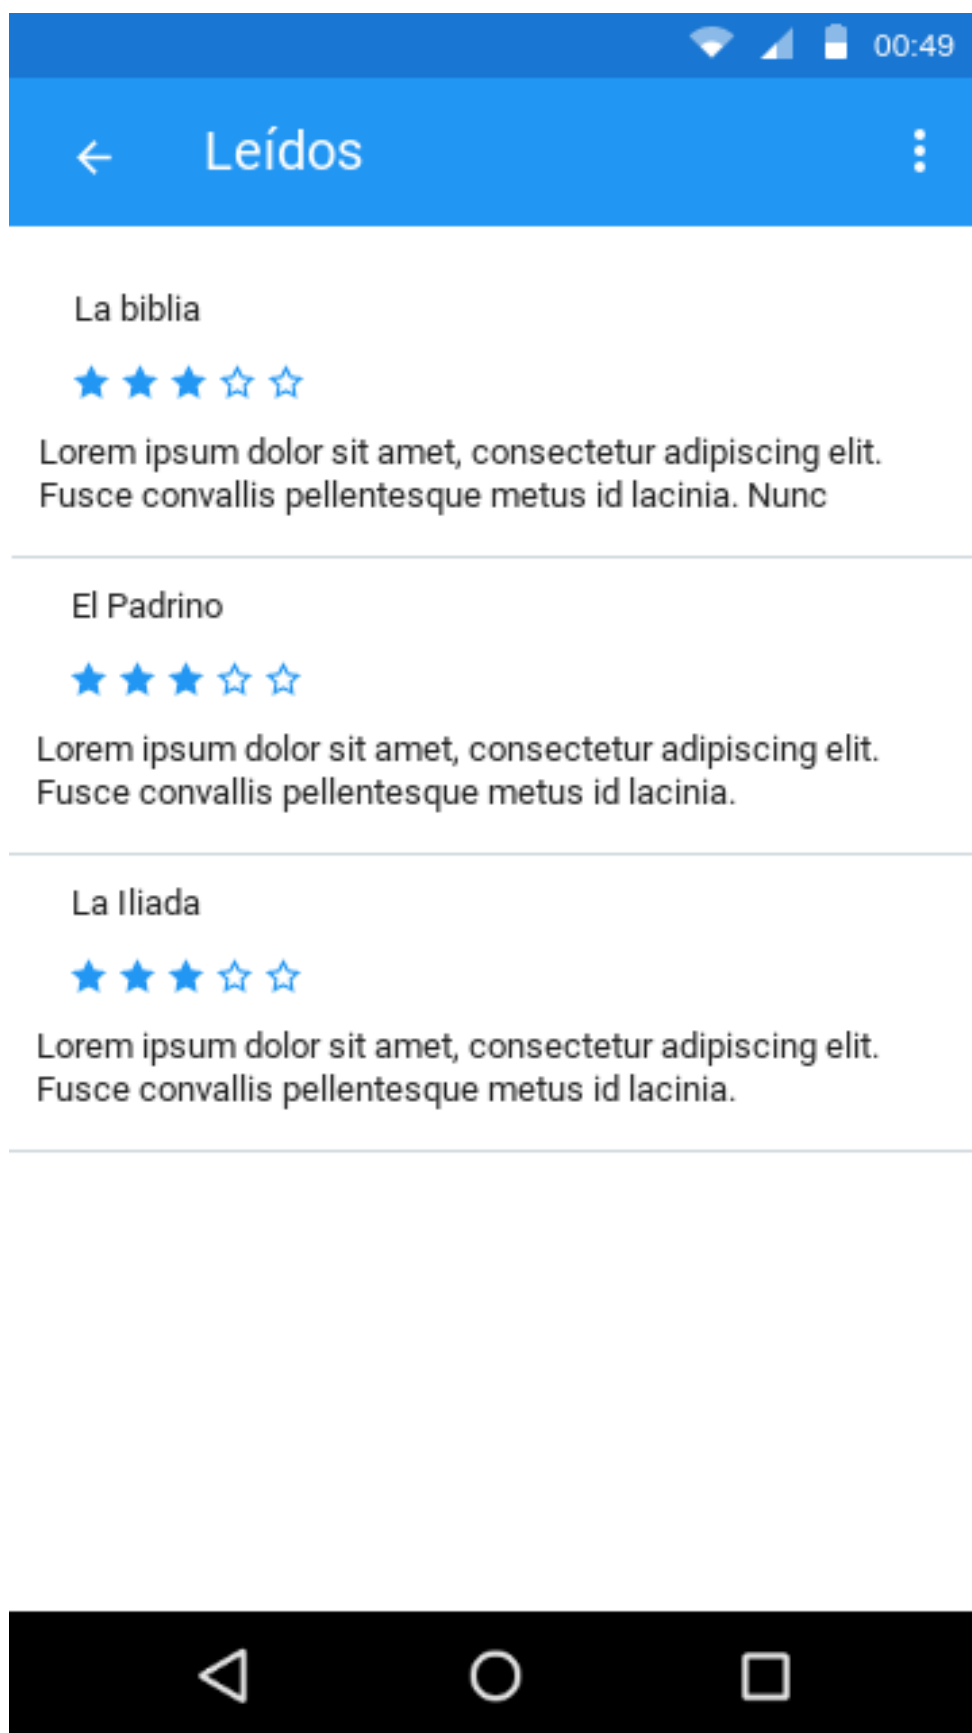 00:49
Leídos
La biblia
Lorem ipsum dolor sit amet, consectetur adipiscing elit.
Fusce convallis pellentesque metus id lacinia. Nunc
El Padrino
Lorem ipsum dolor sit amet, consectetur adipiscing elit.
Fusce convallis pellentesque metus id lacinia.
La Iliada
Lorem ipsum dolor sit amet, consectetur adipiscing elit.
Fusce convallis pellentesque metus id lacinia.